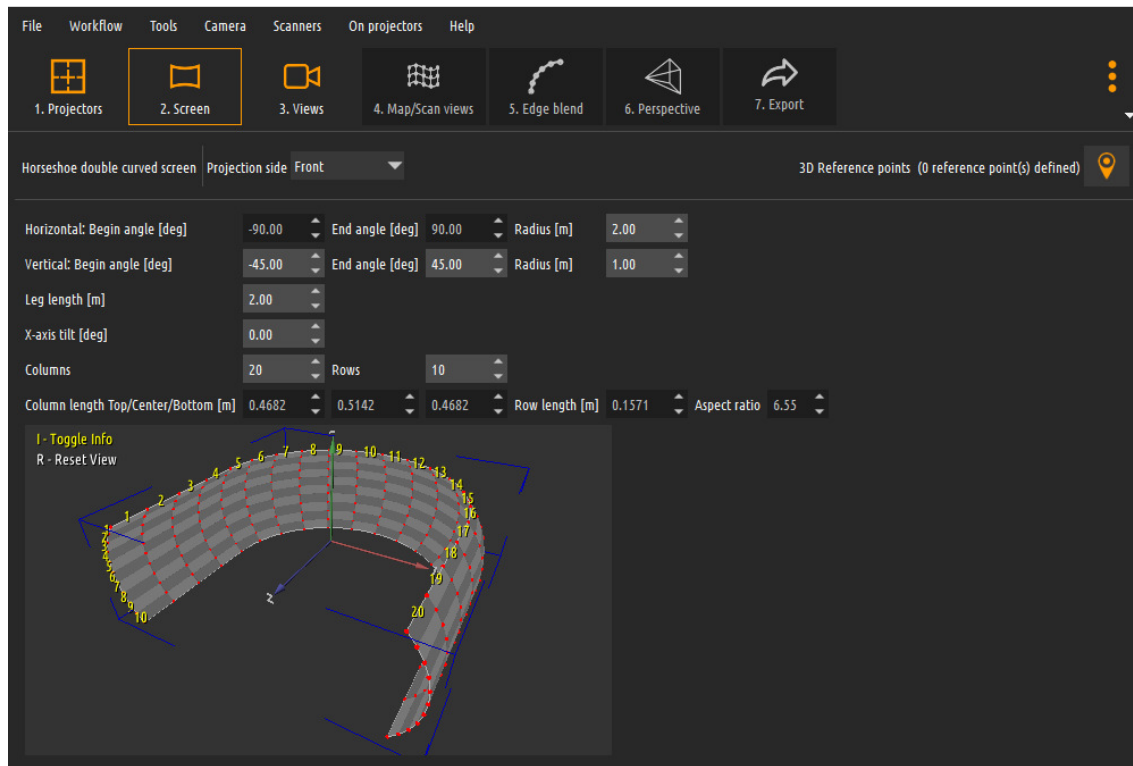 File Workflow Tools Camera Scanners On projectors Help
1. Projectors 2. Screen 3. Views 4. Map/Scan views 5. Edge blend 6. Perspective 7. Export
Horseshoe double curved screen Projection side Front 3D Reference points (0 reference point(s) defined)
Horizontal: Begin angle [deg] -90.00 End angle [deg] 90.00 Radius [m] 2.00
Vertical: Begin angle [deg] -45.00 End angle [deg] 45.00 Radius [m] 1.00
Leg length [m] 2.00
X-axis tilt [deg] 0.00
Columns 20 Rows 10
Column length Top/Center/Bottom [m] 0.4682 0.5142 0.4682 Row length [m] 0.1571 Aspect ratio 6.55
I - Toggle Info
R - Reset View
1 2 3 4 5 6 7 8 9 10 11 12 13 14 15 16 17 18 19 20
1 4 5 6 7 8 9 10
Z